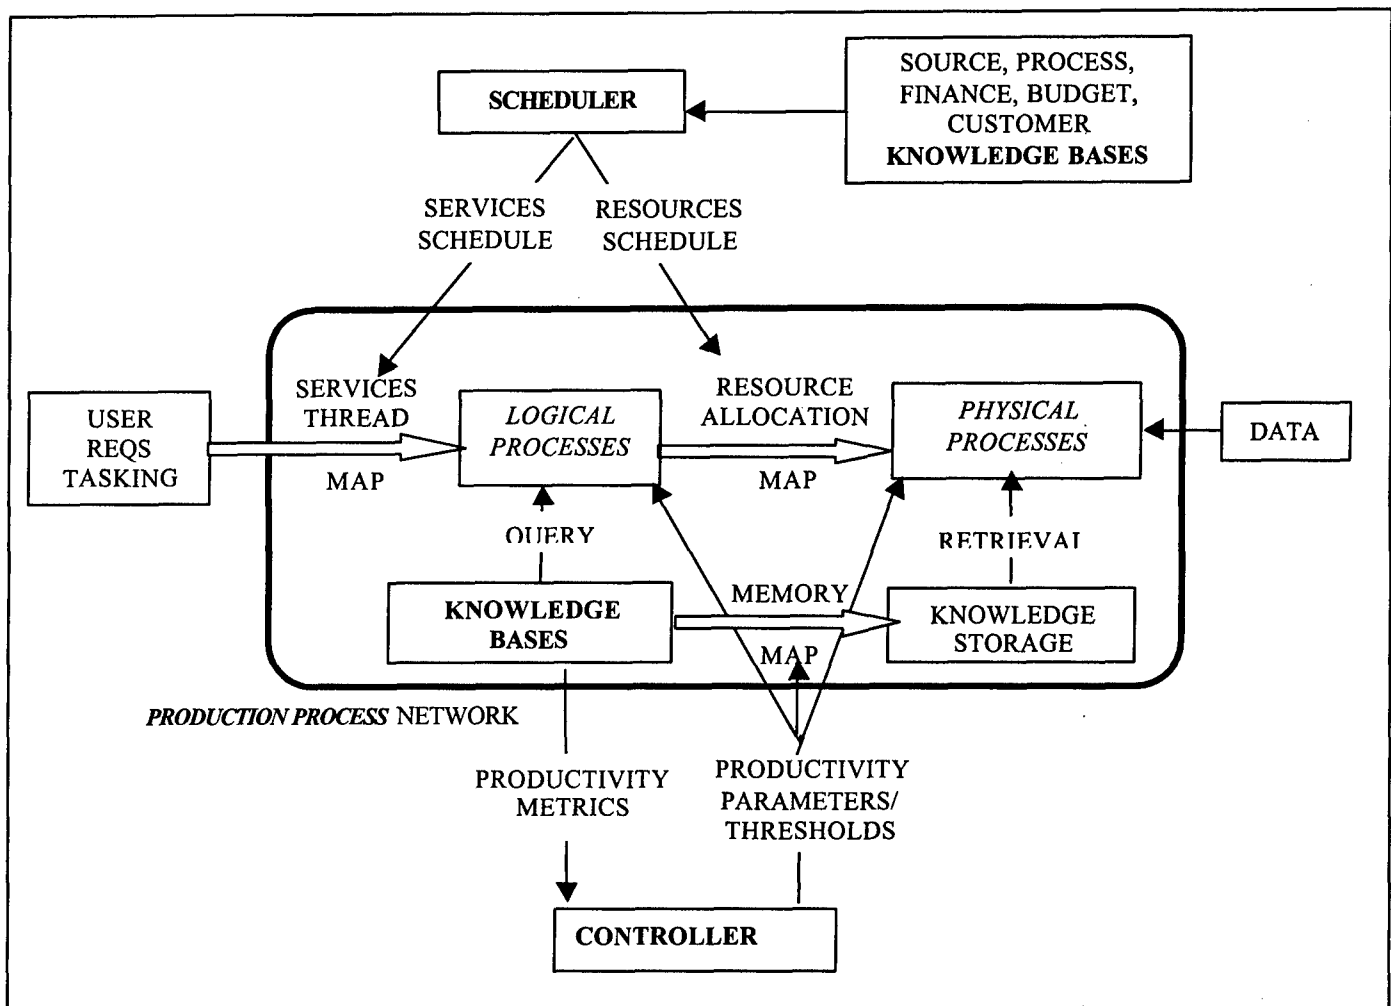 SCHEDULER
SOURCE, PROCESS,
FINANCE, BUDGET,
CUSTOMER
KNOWLEDGE BASES
SERVICES
SCHEDULE
RESOURCES
SCHEDULE
USER
REQS
TASKING
SERVICES
THREAD
MAP
LOGICAL
PROCESSES
RESOURCE
ALLOCATION
MAP
PHYSICAL
PROCESSES
DATA
QUERY
RETRIEVAL
KNOWLEDGE
BASES
MEMORY
MAP
KNOWLEDGE
STORAGE
PRODUCTION PROCESS NETWORK
PRODUCTIVITY
METRICS
PRODUCTIVITY
PARAMETERS/
THRESHOLDS
CONTROLLER